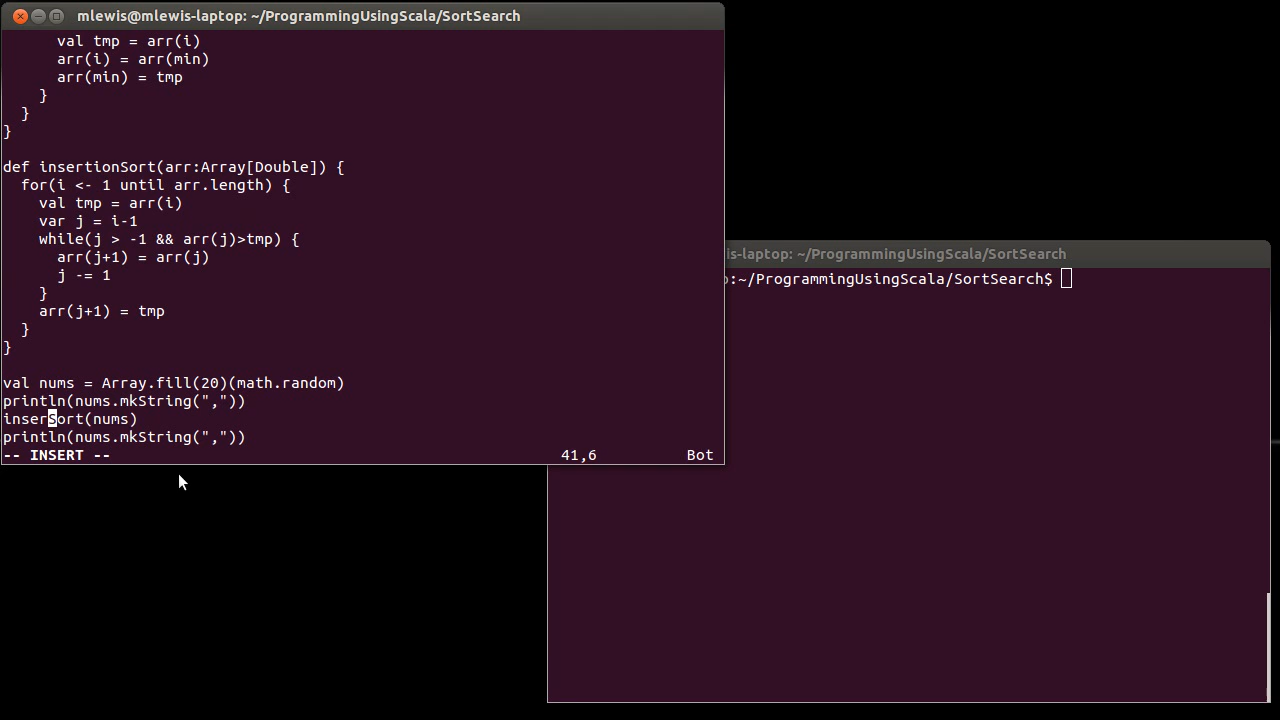 mlewis@mlewis-laptop: ~/ProgrammingUsingScala/SortSearch
      val tmp = arr(i)
      arr(i) = arr(min)
      arr(min) = tmp
    }
  }
}
def insertionSort(arr:Array[Double]) {
  for(i <- 1 until arr.length) {
    val tmp = arr(i)
    var j = i-1
    while(j > -1 && arr(j)>tmp) {
      arr(j+1) = arr(j)
      j -= 1
    }
    arr(j+1) = tmp
  }
}
val nums = Array.fill(20)(math.random)
println(nums.mkString(","))
inserSort(nums)
println(nums.mkString(","))
-- INSERT -- 41,6 Bot
is-laptop: ~/ProgrammingUsingScala/SortSearch
:~/ProgrammingUsingScala/SortSearch$